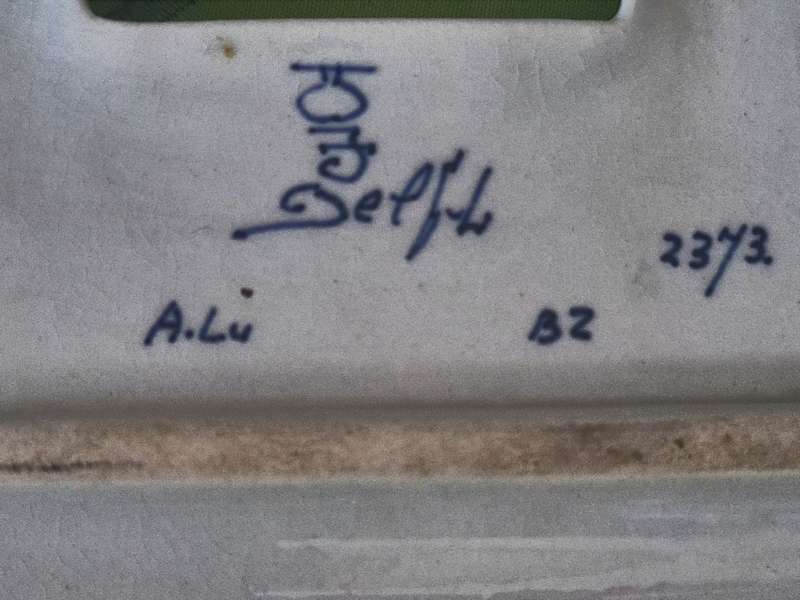 Delft
2373.
A.Lu
BZ